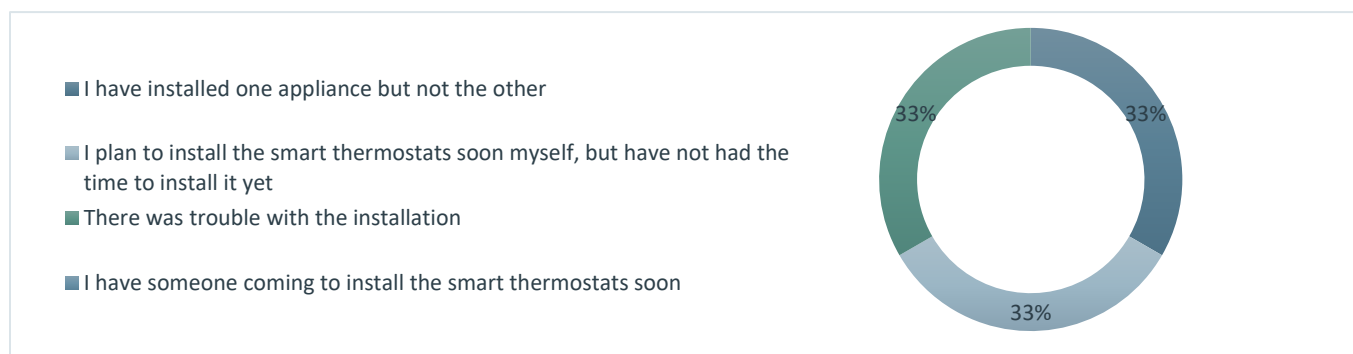 I have installed one appliance but not the other
I plan to install the smart thermostats soon myself, but have not had the
time to install it yet
There was trouble with the installation
I have someone coming to install the smart thermostats soon
33%
33%
33%